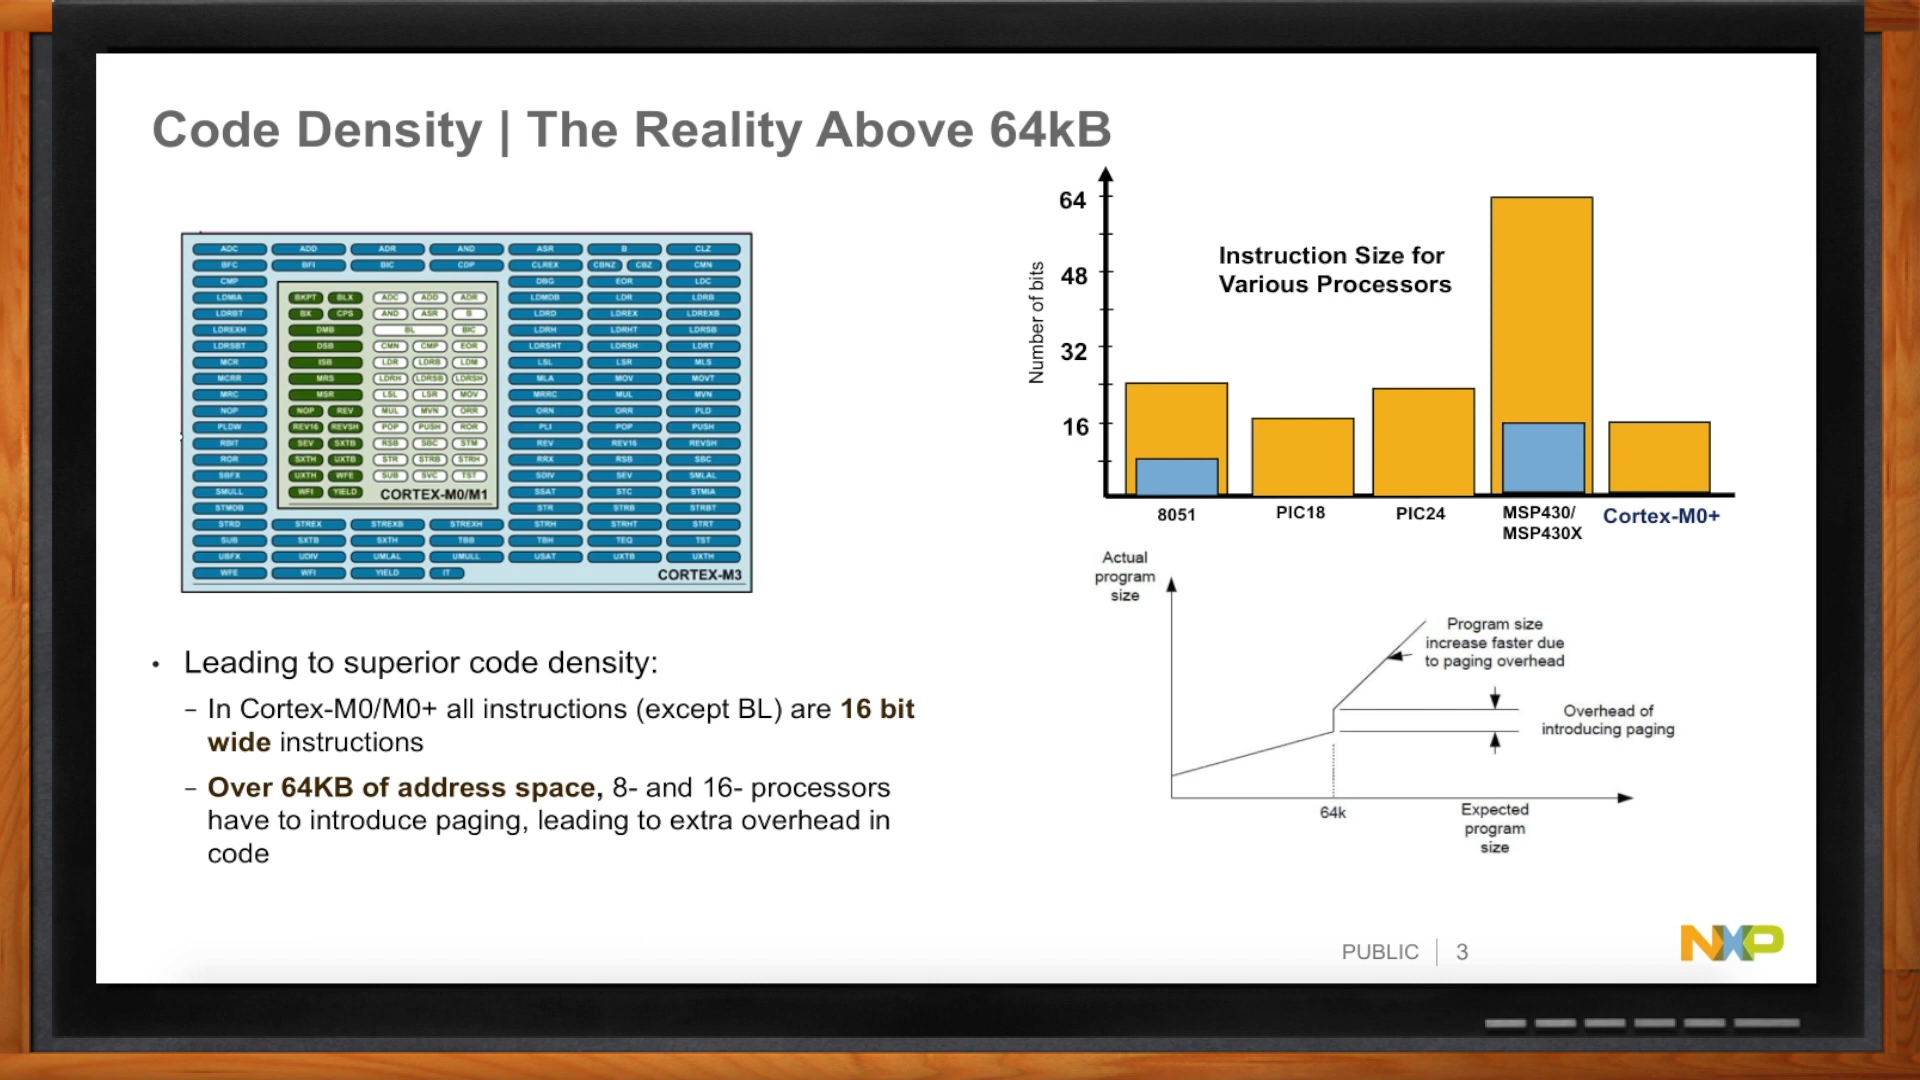 Code Density | The Reality Above 64kB
ADC ADD ADR AND ASR B CLZ
BFC BFI BIC CDP CLREX CBNZ CBZ CMN
CMP DBG EOR LDC
LDMIA BKPT BLX ADC ADD ADR LDMDB LDR LDRB
LDRBT BX CPS AND ASR B LDRD LDREX LDREXB
LDREXH DMB BL BIC LDRH LDRHT LDRSB
LDRSBT DSB CMN CMP EOR LDRSHT LDRSH LDRT
MCR ISB LDR LDRB LDM LSL LSR MLS
MCRR MRS LDRH LDRSB LDRSH MLA MOV MOVT
MRC MSR LSL LSR MOV MRRC MUL MVN
NOP NOP REV MUL MVN ORR ORN ORR PLD
PLDW REV16 REVSH POP PUSH ROR PLI POP PUSH
RBIT SEV SXTB RSB SBC STM REV REV16 REVSH
ROR SXTH UXTB STR STRB STRH RRX RSB SBC
SBFX UXTH WFE SUB SVC TST SDIV SEV SMLAL
SMULL WFI YIELD CORTEX-M0/M1 SSAT STC STMIA
STMDB STR STRB STRBT
STRD STREX STREXB STREXH STRH STRHT STRT
SUB SXTB SXTH TBB TBH TEQ TST
UBFX UDIV UMLAL UMULL USAT UXTB UXTH
WFE WFI YIELD IT CORTEX-M3
• Leading to superior code density:
– In Cortex-M0/M0+ all instructions (except BL) are 16 bit
wide instructions
– Over 64KB of address space, 8- and 16- processors
have to introduce paging, leading to extra overhead in
code
Instruction Size for
Various Processors
Number of bits
64
48
32
16
8051 PIC18 PIC24 MSP430/ Cortex-M0+
MSP430X
Actual
program
size
Program size
increase faster due
to paging overhead
Overhead of
introducing paging
64k
Expected
program
size
PUBLIC | 3
NXP